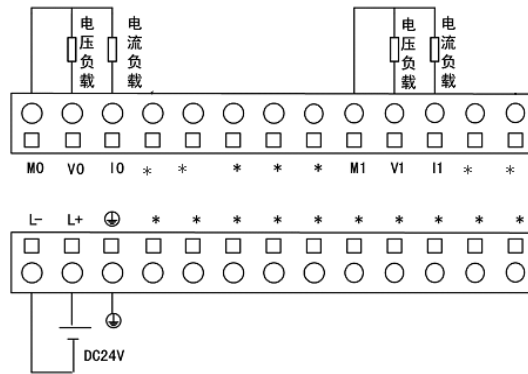 电压负载 电流负载 电压负载 电流负载
M0 V0 I0 * * * * * M1 V1 I1 * *
L- L+ * * * * * * * * * *
DC24V